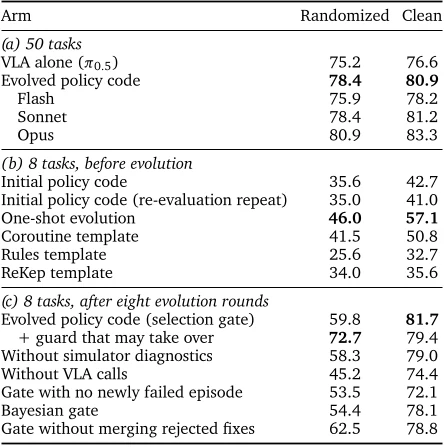 Arm Randomized Clean
(a) 50 tasks
VLA alone (π0.5) 75.2 76.6
Evolved policy code 78.4 80.9
Flash 75.9 78.2
Sonnet 78.4 81.2
Opus 80.9 83.3
(b) 8 tasks, before evolution
Initial policy code 35.6 42.7
Initial policy code (re-evaluation repeat) 35.0 41.0
One-shot evolution 46.0 57.1
Coroutine template 41.5 50.8
Rules template 25.6 32.7
ReKep template 34.0 35.6
(c) 8 tasks, after eight evolution rounds
Evolved policy code (selection gate) 59.8 81.7
+ guard that may take over 72.7 79.4
Without simulator diagnostics 58.3 79.0
Without VLA calls 45.2 74.4
Gate with no newly failed episode 53.5 72.1
Bayesian gate 54.4 78.1
Gate without merging rejected fixes 62.5 78.8